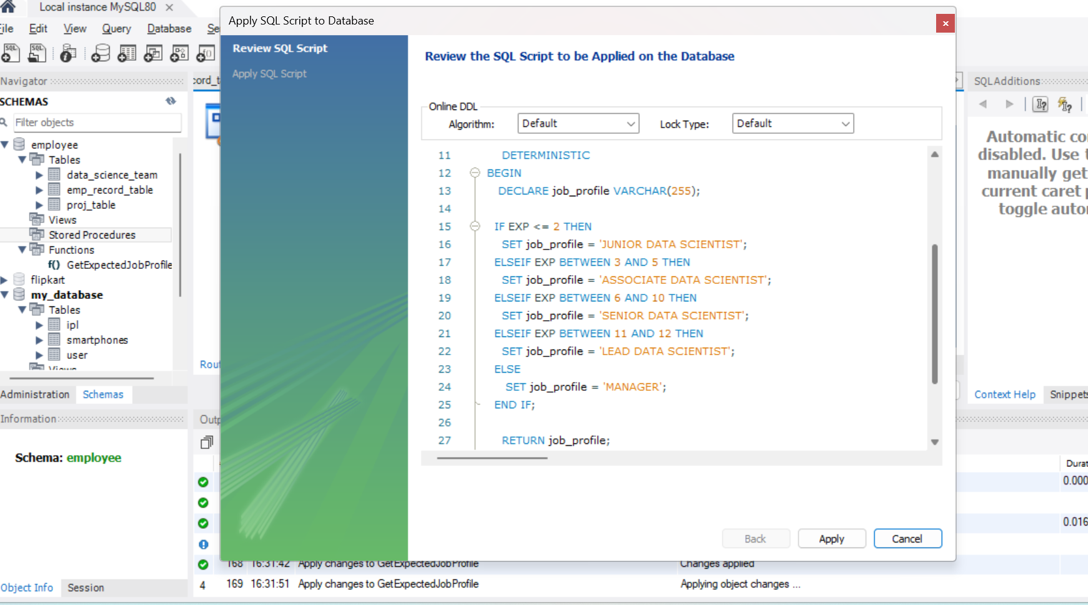 Local instance MySQL80
Apply SQL Script to Database
File Edit View Query Database
Navigator
SCHEMAS
Filter objects
employee
Tables
data_science_team
emp_record_table
proj_table
Views
Stored Procedures
Functions
f() GetExpectedJobProfile
flipkart
my_database
Tables
ipl
smartphones
user
Views
Administration Schemas
Information
Schema: employee
Object Info Session
Review SQL Script
Apply SQL Script
Review the SQL Script to be Applied on the Database
Online DDL
Algorithm: Default Lock Type: Default
11 DETERMINISTIC
12 BEGIN
13 DECLARE job_profile VARCHAR(255);
14
15 IF EXP <= 2 THEN
16 SET job_profile = 'JUNIOR DATA SCIENTIST';
17 ELSEIF EXP BETWEEN 3 AND 5 THEN
18 SET job_profile = 'ASSOCIATE DATA SCIENTIST';
19 ELSEIF EXP BETWEEN 6 AND 10 THEN
20 SET job_profile = 'SENIOR DATA SCIENTIST';
21 ELSEIF EXP BETWEEN 11 AND 12 THEN
22 SET job_profile = 'LEAD DATA SCIENTIST';
23 ELSE
24 SET job_profile = 'MANAGER';
25 END IF;
26
27 RETURN job_profile;
Back Apply Cancel
SQLAdditions
Automatic co
disabled. Use t
manually get
current caret p
toggle auto
Context Help Snippets
Rout
Outp
Durat
0.000
0.016
168 16:31:42 Apply changes to GetExpectedJobProfile Changes applied
4 169 16:31:51 Apply changes to GetExpectedJobProfile Applying object changes ...